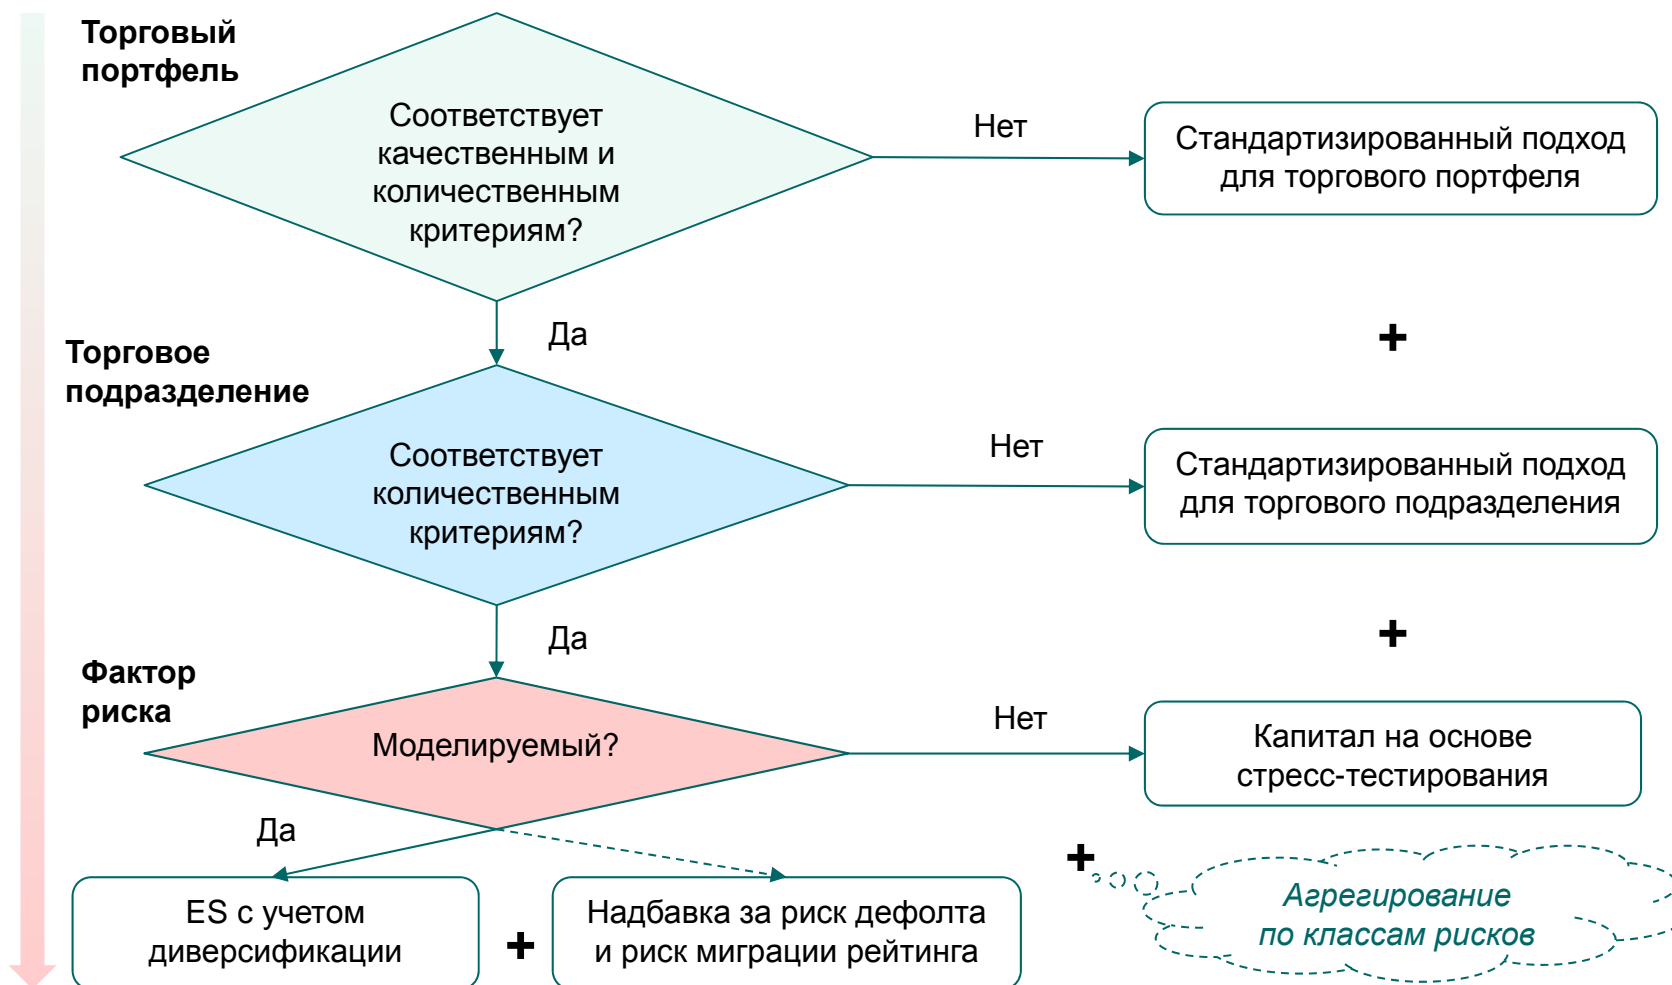 Торговый
портфель
Соответствует
качественным и
количественным
критериям?
Нет
Стандартизированный подход
для торгового портфеля
Да
+
Торговое
подразделение
Соответствует
количественным
критериям?
Нет
Стандартизированный подход
для торгового подразделения
Да
+
Фактор
риска
Моделируемый?
Нет
Капитал на основе
стресс-тестирования
Да
+
ES с учетом
диверсификации
+
Надбавка за риск дефолта
и риск миграции рейтинга
Агрегирование
по классам рисков